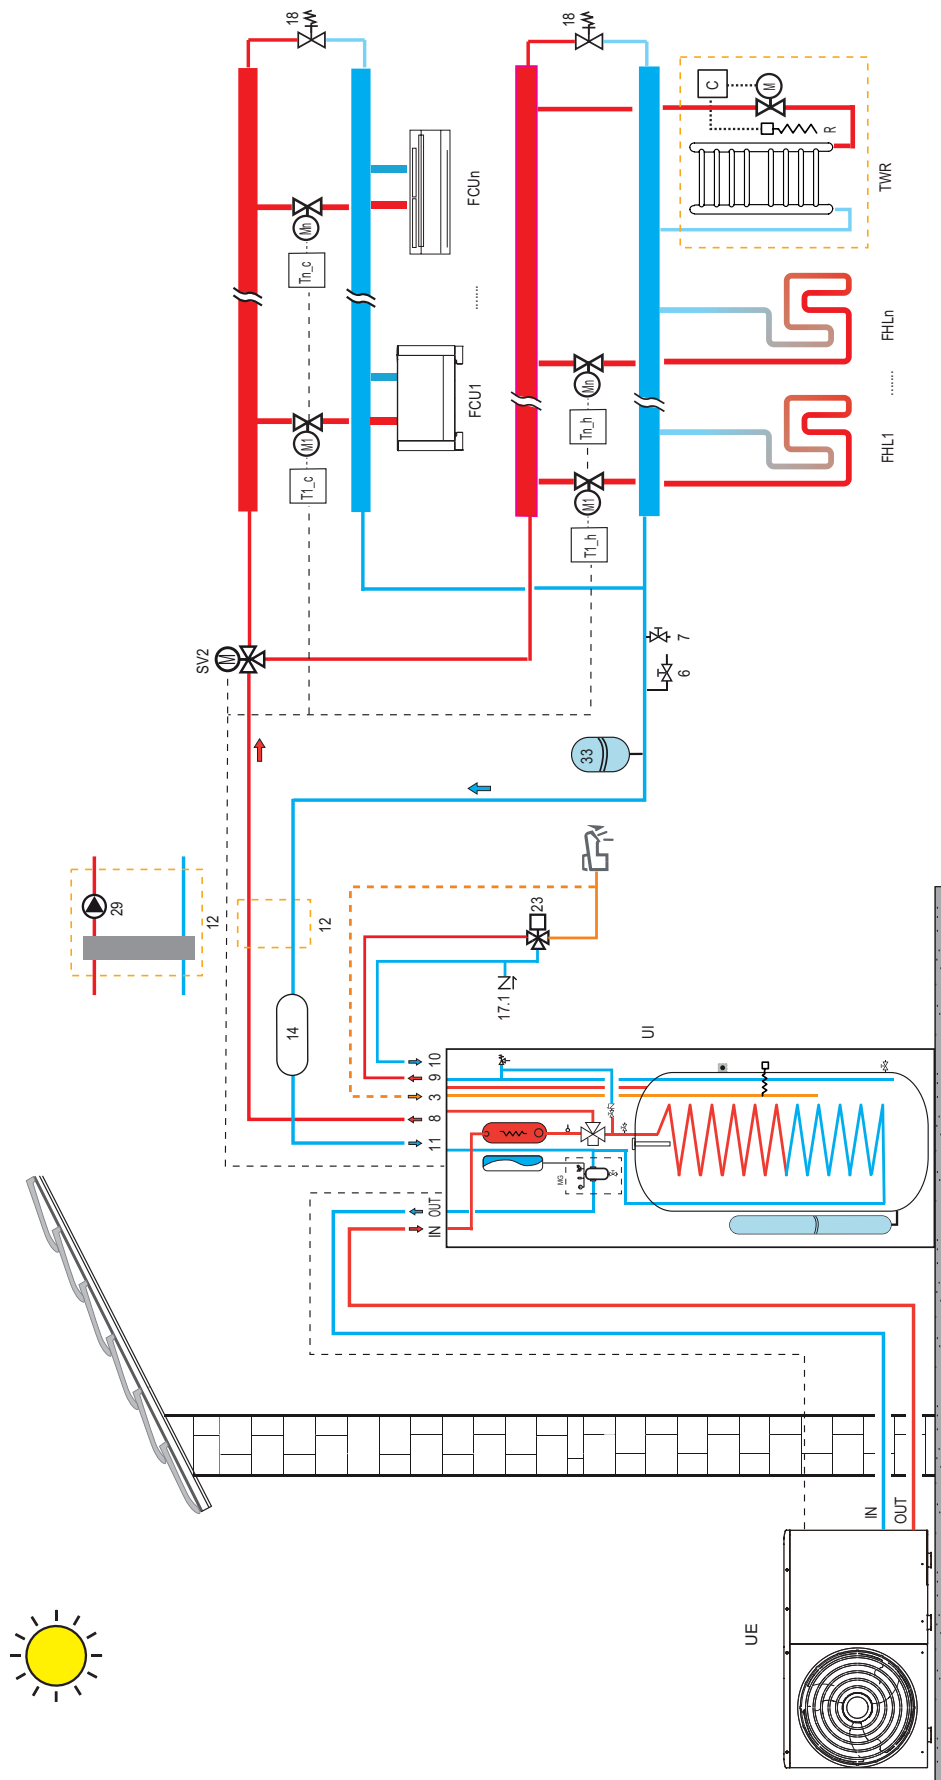 18
18
C
M
R
TWR
FCUn
Mn
Tn_c
FHLn
........
........
Mn
FCU1
Tn_h
FHL1
M1
T1_c
M1
T1_h
SV2
M
7
6
33
29
12
12
23
17.1
14
UI
10
9
3
8
11
MG
OUT
IN
IN
OUT
UE